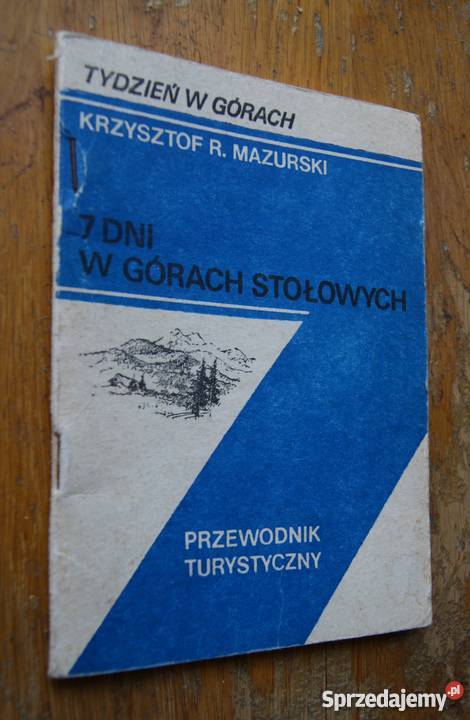 TYDZIEŃ W GÓRACH
KRZYSZTOF R. MAZURSKI
7 DNI
W GÓRACH STOŁOWYCH
PRZEWODNIK
TURYSTYCZNY
Sprzedajemy.pl